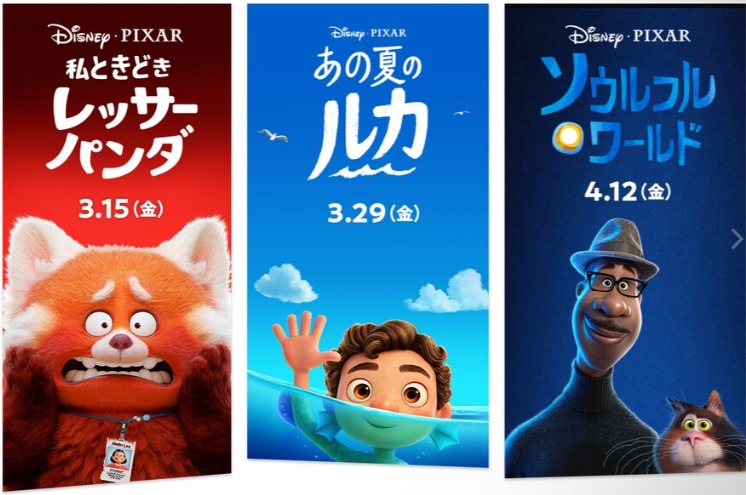 Disney · PIXAR
私ときどき
レッサー
パンダ
3.15(金)
Disney · PIXAR
あの夏の
ルカ
3.29(金)
Disney · PIXAR
ソウルフル
ワールド
4.12(金)